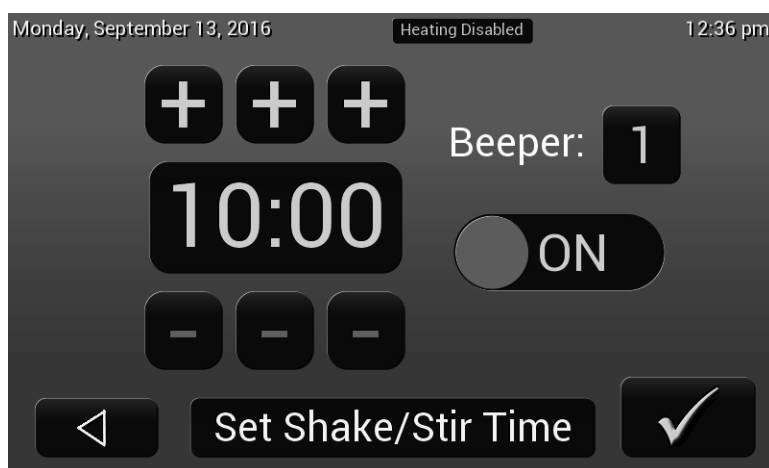 Monday, September 13, 2016 Heating Disabled 12:36 pm
+ + +
Beeper: 1
10:00
ON
- - -
Set Shake/Stir Time